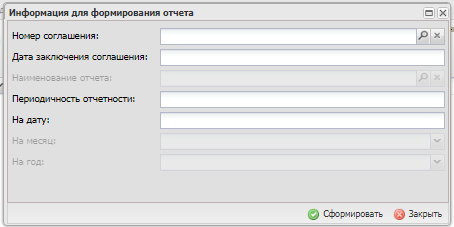 Информация для формирования отчета
Номер соглашения:
Дата заключения соглашения:
Наименование отчета:
Периодичность отчетности:
На дату:
На месяц:
На год:
Сформировать Закрыть